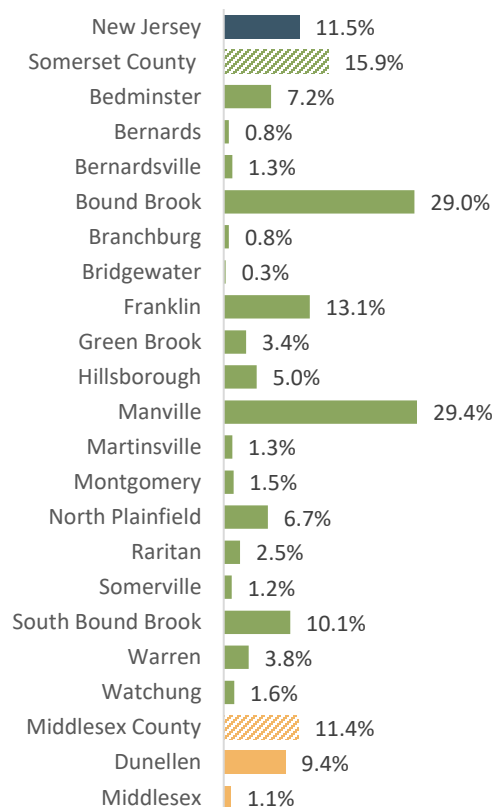 New Jersey 11.5%
Somerset County 15.9%
Bedminster 7.2%
Bernards 0.8%
Bernardsville 1.3%
Bound Brook 29.0%
Branchburg 0.8%
Bridgewater 0.3%
Franklin 13.1%
Green Brook 3.4%
Hillsborough 5.0%
Manville 29.4%
Martinsville 1.3%
Montgomery 1.5%
North Plainfield 6.7%
Raritan 2.5%
Somerville 1.2%
South Bound Brook 10.1%
Warren 3.8%
Watchung 1.6%
Middlesex County 11.4%
Dunellen 9.4%
Middlesex 1.1%